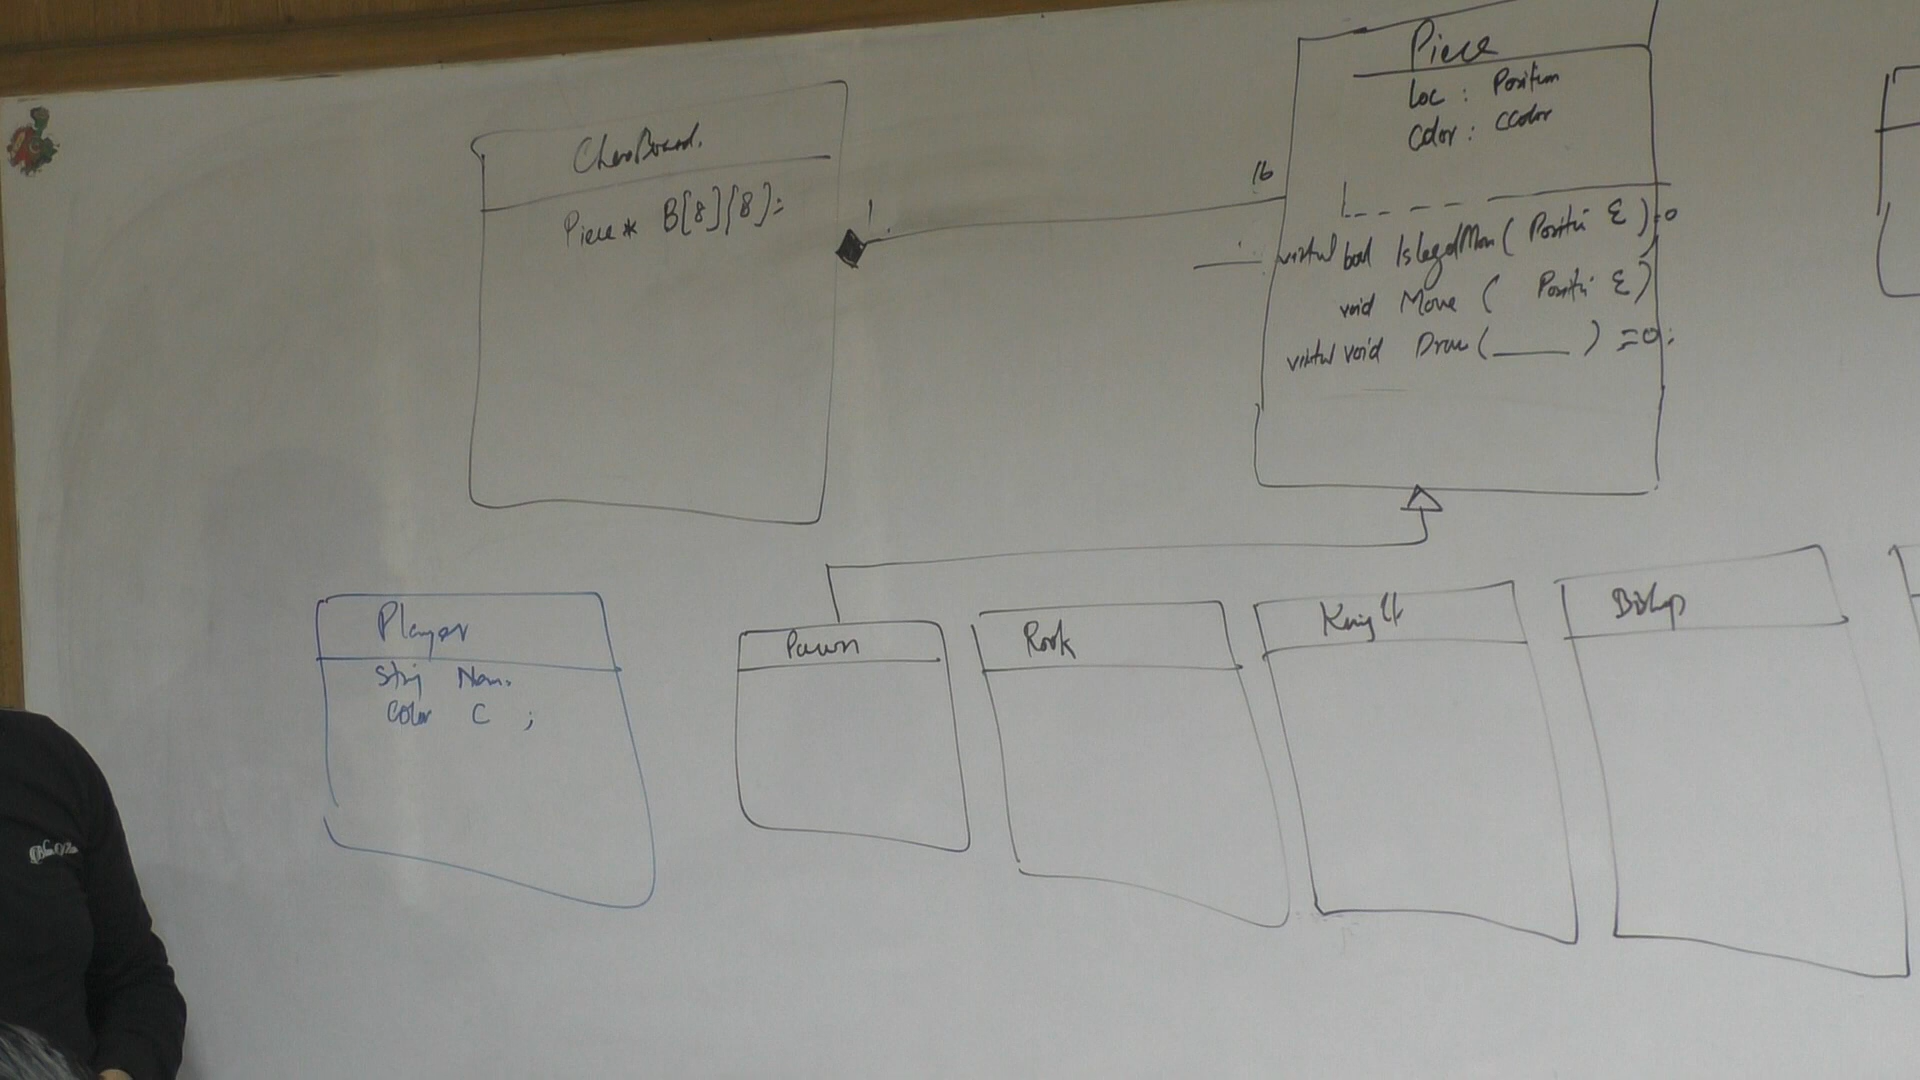 ChessBoard.
Piece* B[8][8];
1
16
Piece
Loc : Position
Color : CColor
virtual bool IsLegalMove( Position E )=0
void Move ( Position E )
virtual void Draw( ____ ) =0;
Player
String Name
Color C ;
Pawn
Rook
Knight
Bishop